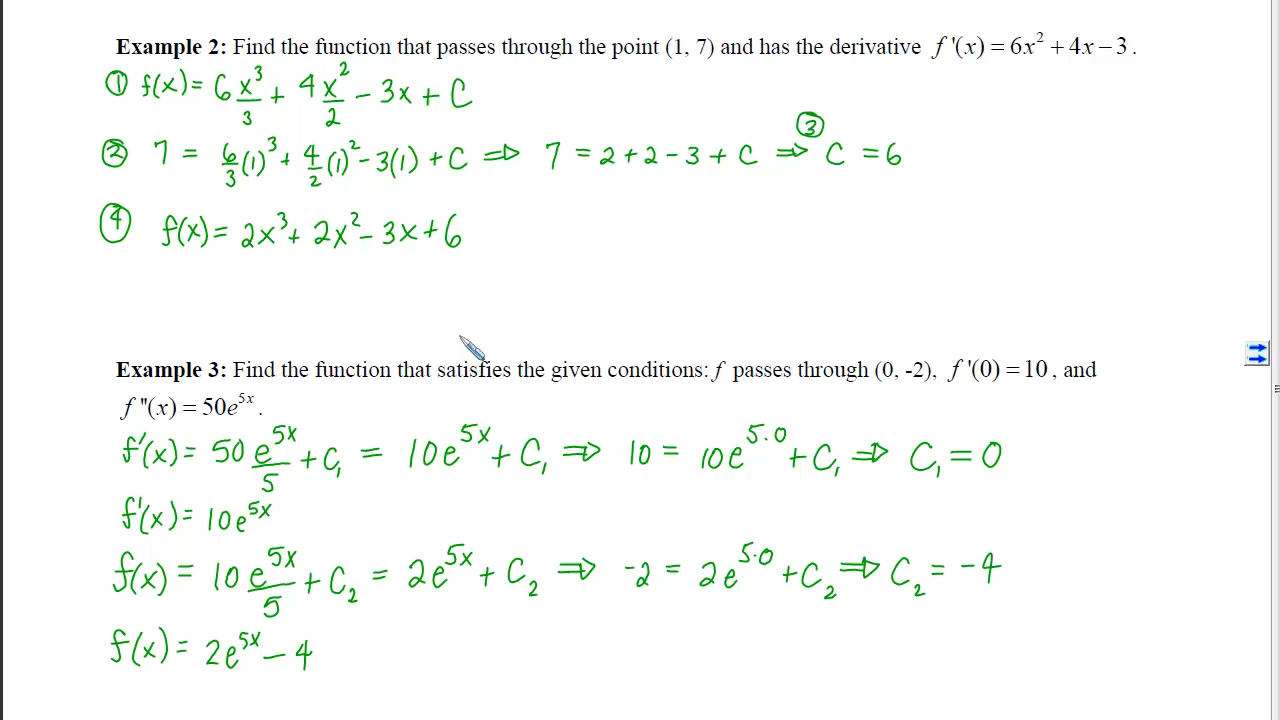 Example 2: Find the function that passes through the point (1, 7) and has the derivative f '(x) = 6x² + 4x − 3 .
① f(x) = 6 x³/3 + 4 x²/2 − 3x + C
② 7 = 6/3 (1)³ + 4/2 (1)² − 3(1) + C ⇒ 7 = 2 + 2 − 3 + C ⇒ ③ C = 6
④ f(x) = 2x³ + 2x² − 3x + 6
Example 3: Find the function that satisfies the given conditions: f passes through (0, -2), f '(0) = 10 , and
f "(x) = 50e^{5x} .
f'(x) = 50 e^{5x}/5 + C₁ = 10e^{5x} + C₁ ⇒ 10 = 10e^{5·0} + C₁ ⇒ C₁ = 0
f'(x) = 10e^{5x}
f(x) = 10 e^{5x}/5 + C₂ = 2e^{5x} + C₂ ⇒ -2 = 2e^{5·0} + C₂ ⇒ C₂ = -4
f(x) = 2e^{5x} − 4